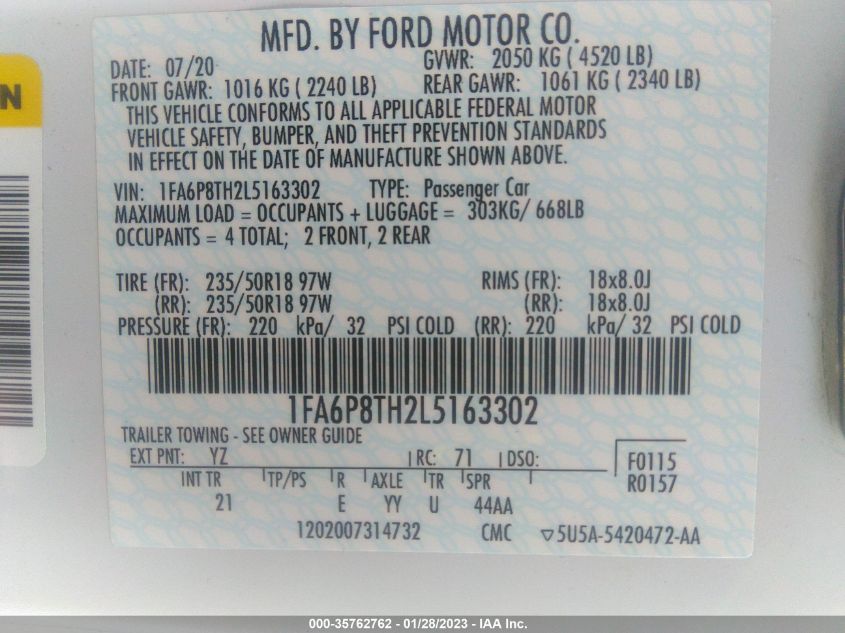 MFD. BY FORD MOTOR CO.
DATE: 07/20 GVWR: 2050 KG ( 4520 LB)
FRONT GAWR: 1016 KG ( 2240 LB) REAR GAWR: 1061 KG ( 2340 LB)
THIS VEHICLE CONFORMS TO ALL APPLICABLE FEDERAL MOTOR
VEHICLE SAFETY, BUMPER, AND THEFT PREVENTION STANDARDS
IN EFFECT ON THE DATE OF MANUFACTURE SHOWN ABOVE.
VIN: 1FA6P8TH2L5163302 TYPE: Passenger Car
MAXIMUM LOAD = OCCUPANTS + LUGGAGE = 303KG/ 668LB
OCCUPANTS = 4 TOTAL; 2 FRONT, 2 REAR
TIRE (FR): 235/50R18 97W RIMS (FR): 18x8.0J
(RR): 235/50R18 97W (RR): 18x8.0J
PRESSURE (FR): 220 kPa/ 32 PSI COLD (RR): 220 kPa/ 32 PSI COLD
1FA6P8TH2L5163302
TRAILER TOWING - SEE OWNER GUIDE
EXT PNT: YZ RC: 71 DSO: F0115
R0157
INT TR TP/PS R AXLE TR SPR
21 E YY U 44AA
1202007314732 CMC ▽5U5A-5420472-AA
000-35762762 - 01/28/2023 - IAA Inc.